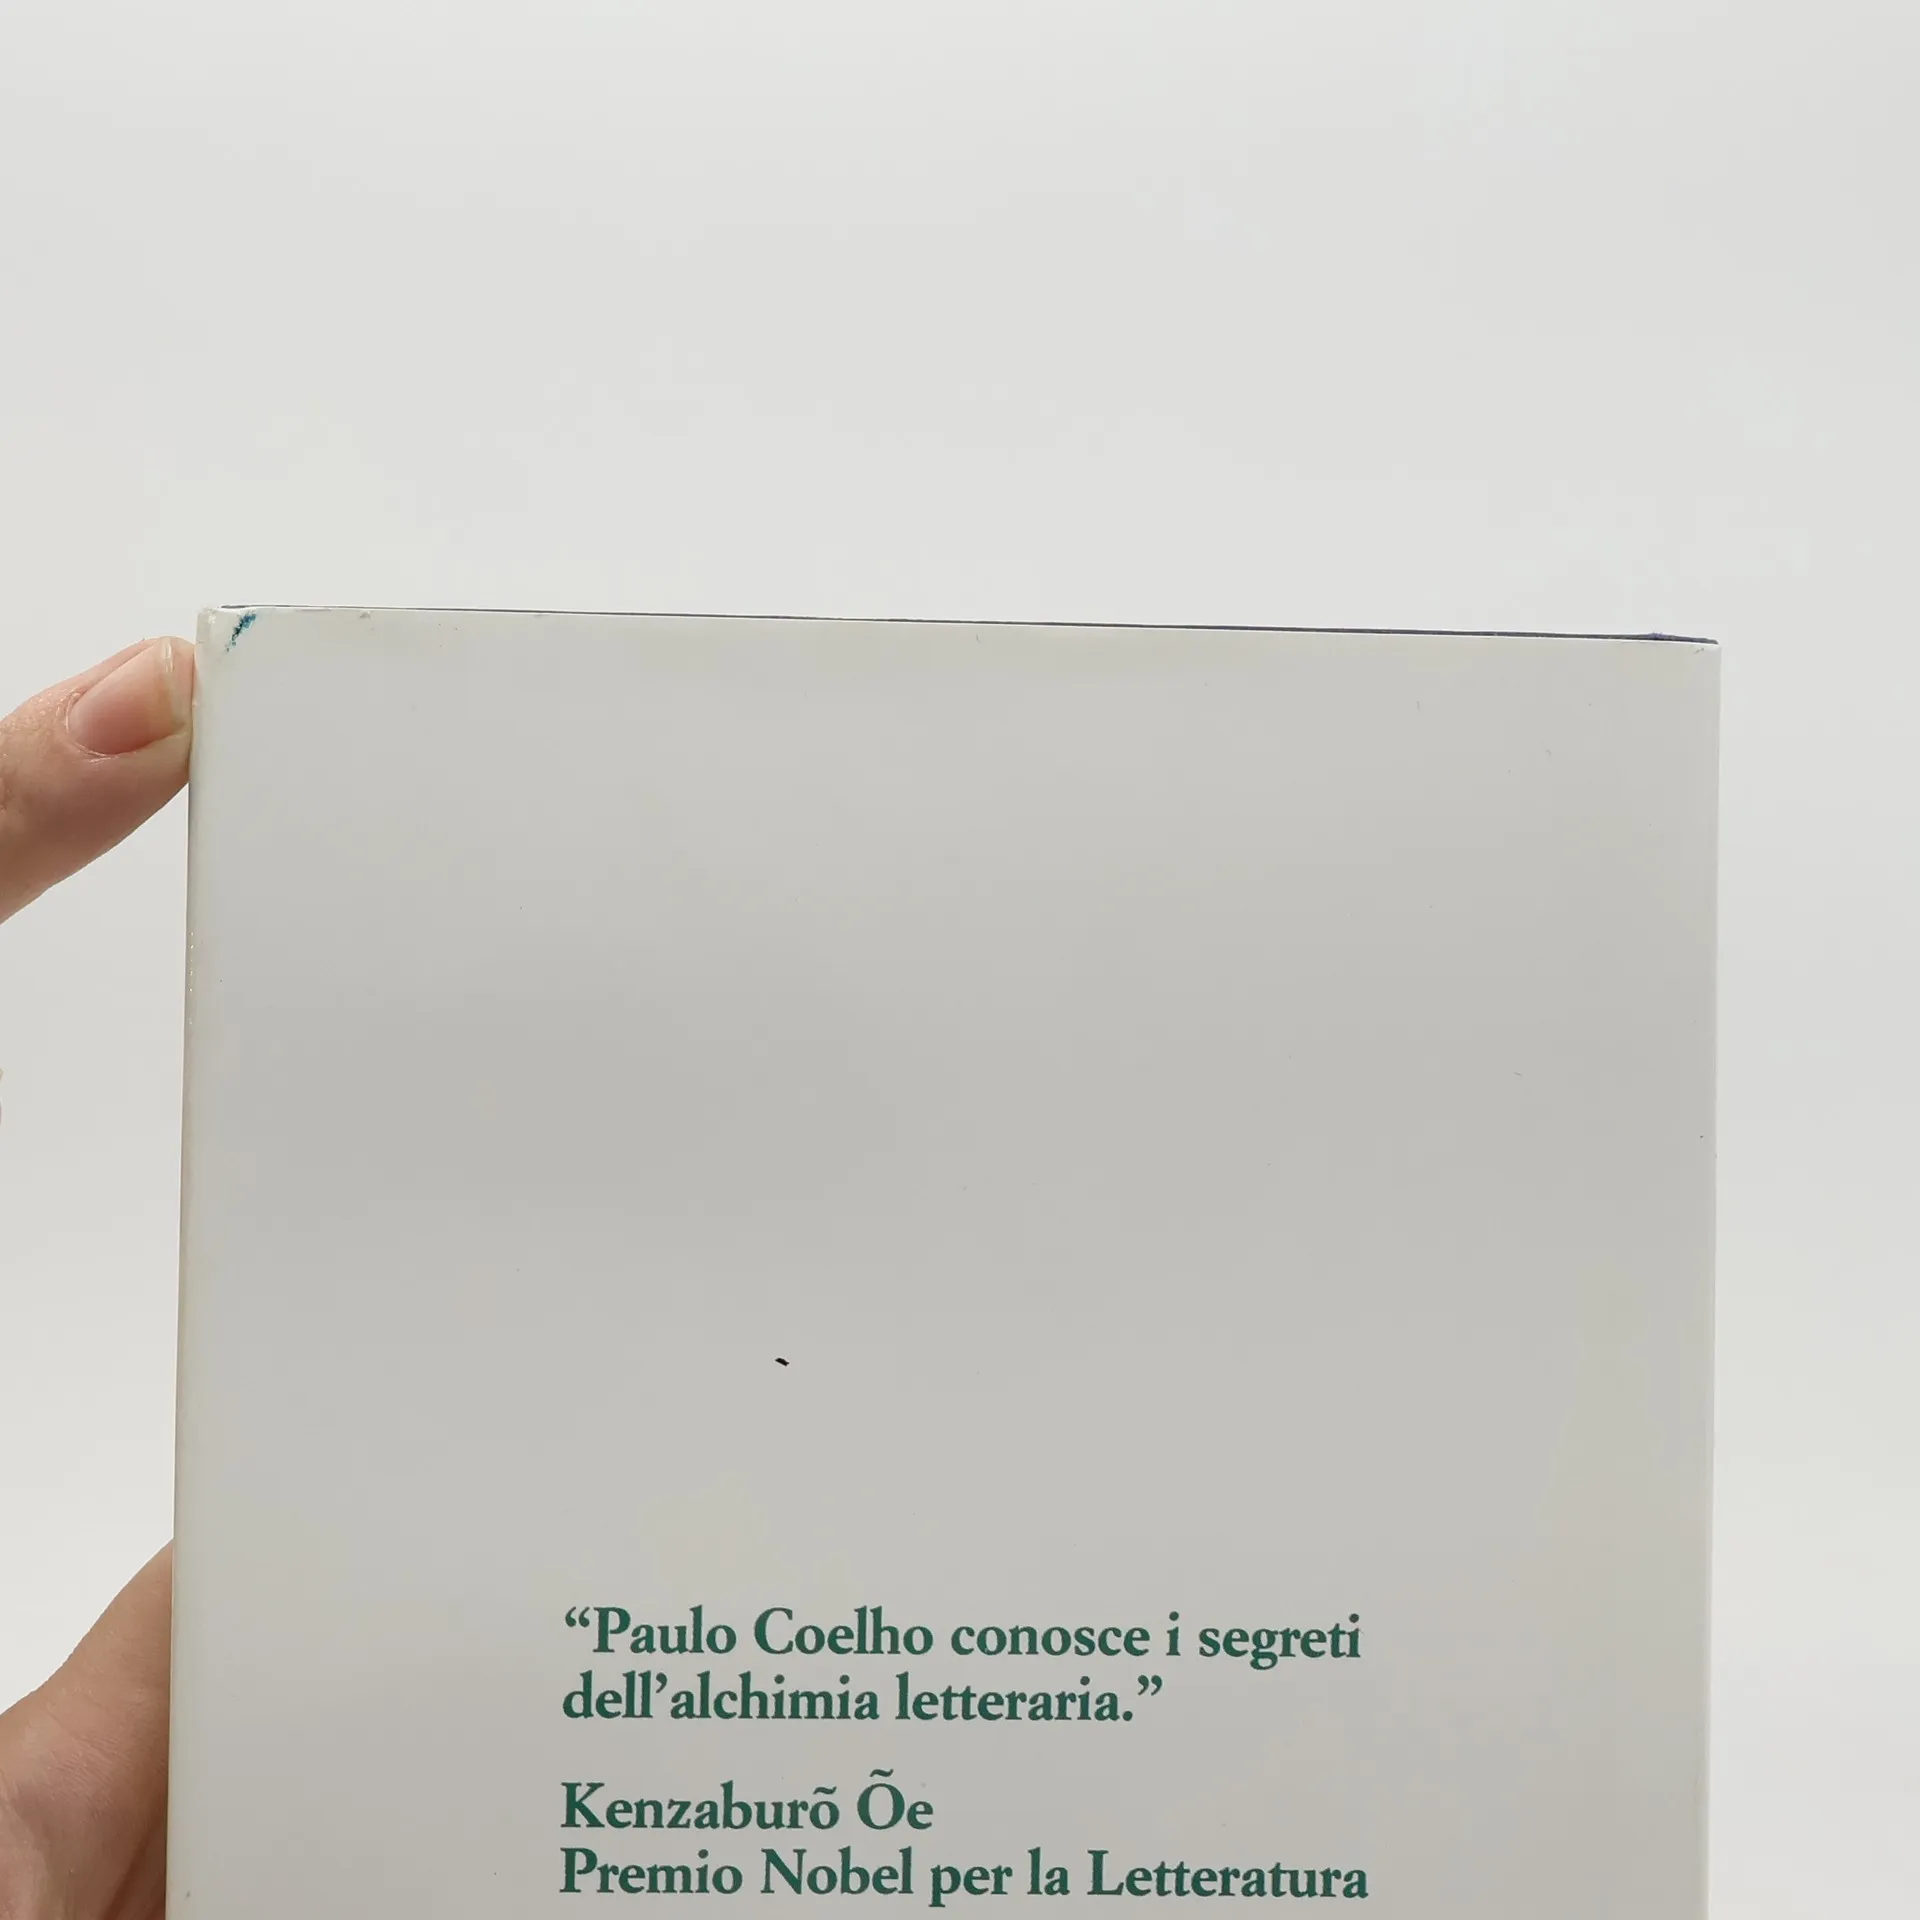 “Paulo Coelho conosce i segreti
dell’alchimia letteraria.”
Kenzaburõ Õe
Premio Nobel per la Letteratura